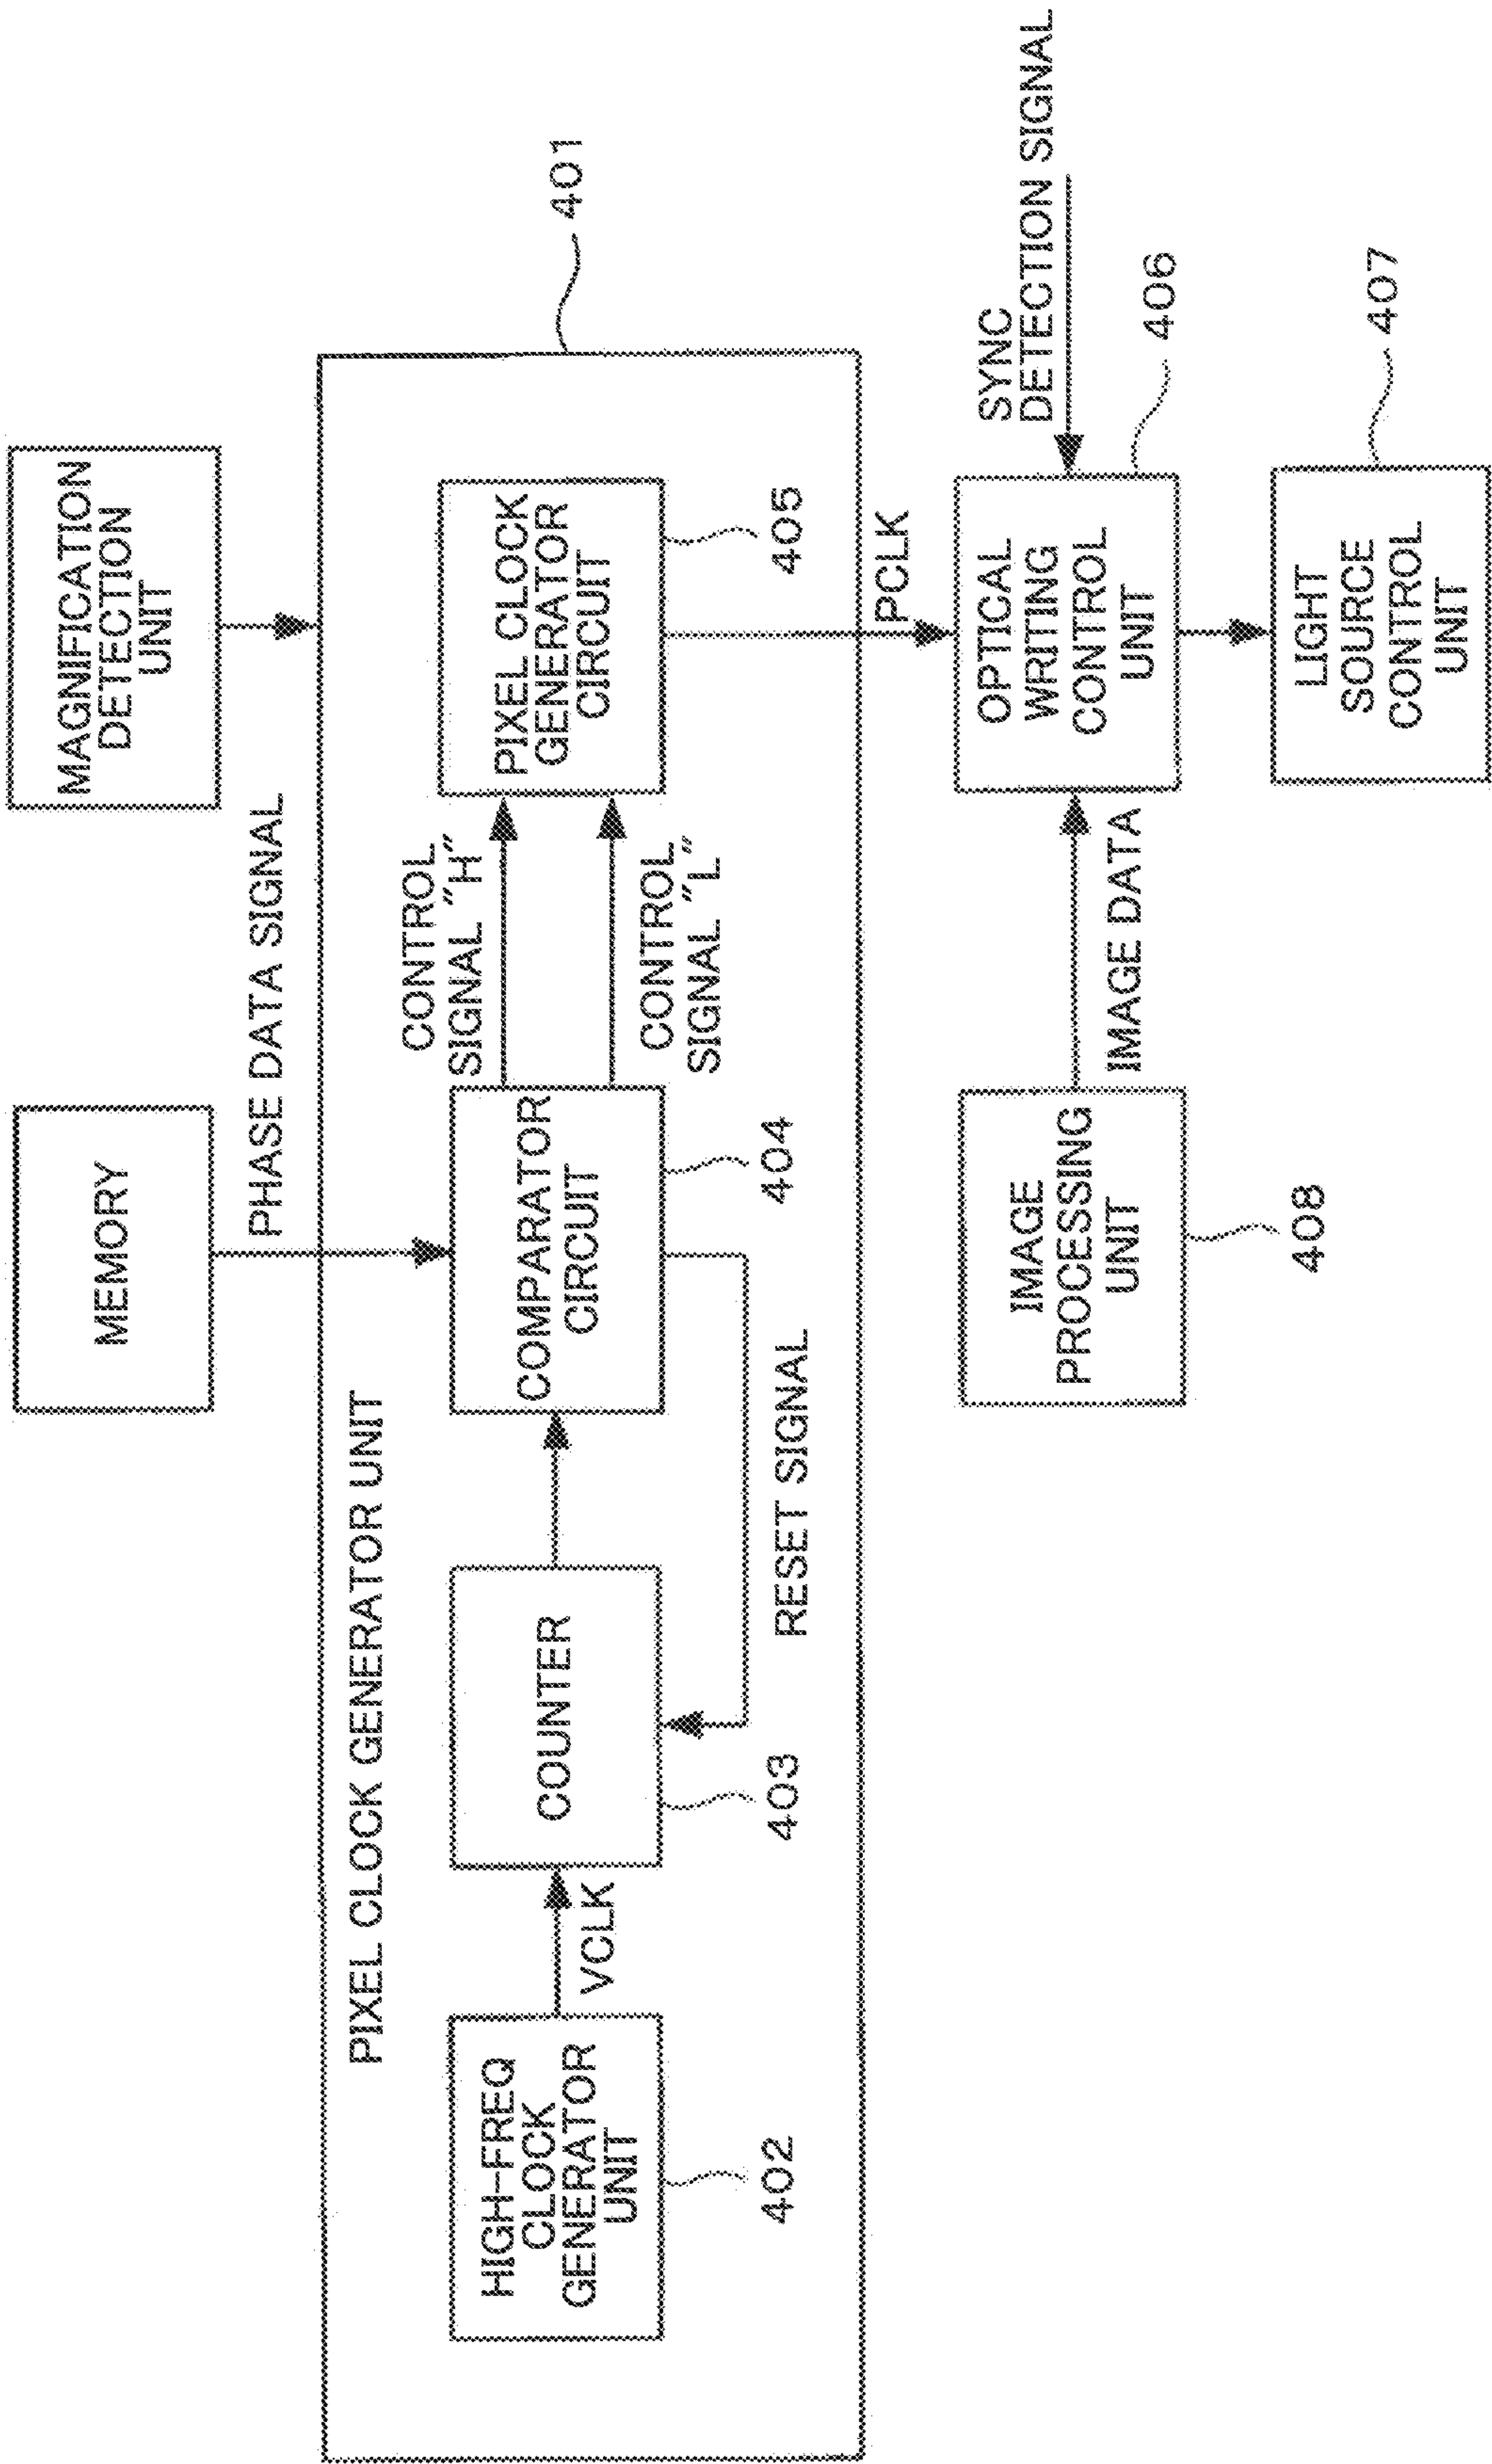 MEMORY
MAGNIFICATION
DETECTION
UNIT
PHASE DATA SIGNAL
PIXEL CLOCK GENERATOR UNIT
401
HIGH-FREQ
CLOCK
GENERATOR
UNIT
402
VCLK
COUNTER
403
RESET SIGNAL
COMPARATOR
CIRCUIT
404
CONTROL
SIGNAL "H"
CONTROL
SIGNAL "L"
PIXEL CLOCK
GENERATOR
CIRCUIT
405
PCLK
SYNC
DETECTION SIGNAL
IMAGE
PROCESSING
UNIT
408
IMAGE DATA
OPTICAL
WRITING
CONTROL
UNIT
406
LIGHT
SOURCE
CONTROL
UNIT
407